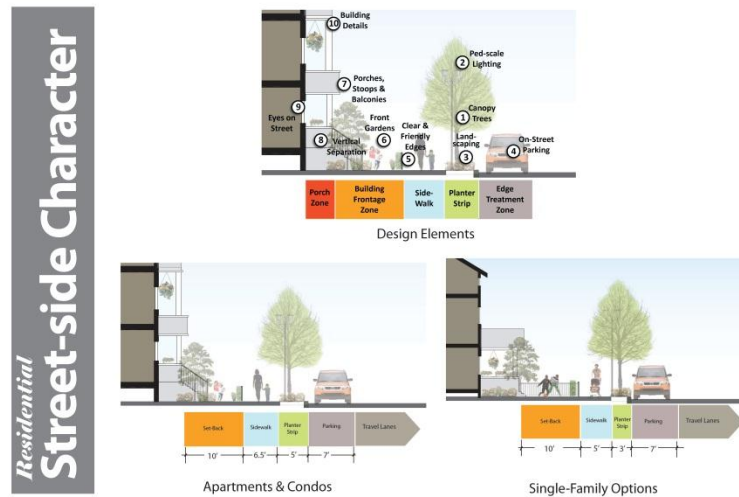 Residential
Street-side Character
10
Building
Details
2
Ped-scale
Lighting
7
Porches,
Stoops &
Balconies
9
Eyes on
Street
8
Vertical
Separation
Front
Gardens
6
Clear &
Friendly
Edges
5
1
Canopy
Trees
Land-
scaping
3
On-Street
Parking
4
Porch
Zone
Building
Frontage
Zone
Side-
Walk
Planter
Strip
Edge
Treatment
Zone
Design Elements
Set-Back
Sidewalk
Planter
Strip
Parking
Travel Lanes
10'
6.5'
5'
7'
Apartments & Condos
Set-Back
Sidewalk
Planter
Strip
Parking
Travel Lanes
10'
5'
3'
7'
Single-Family Options